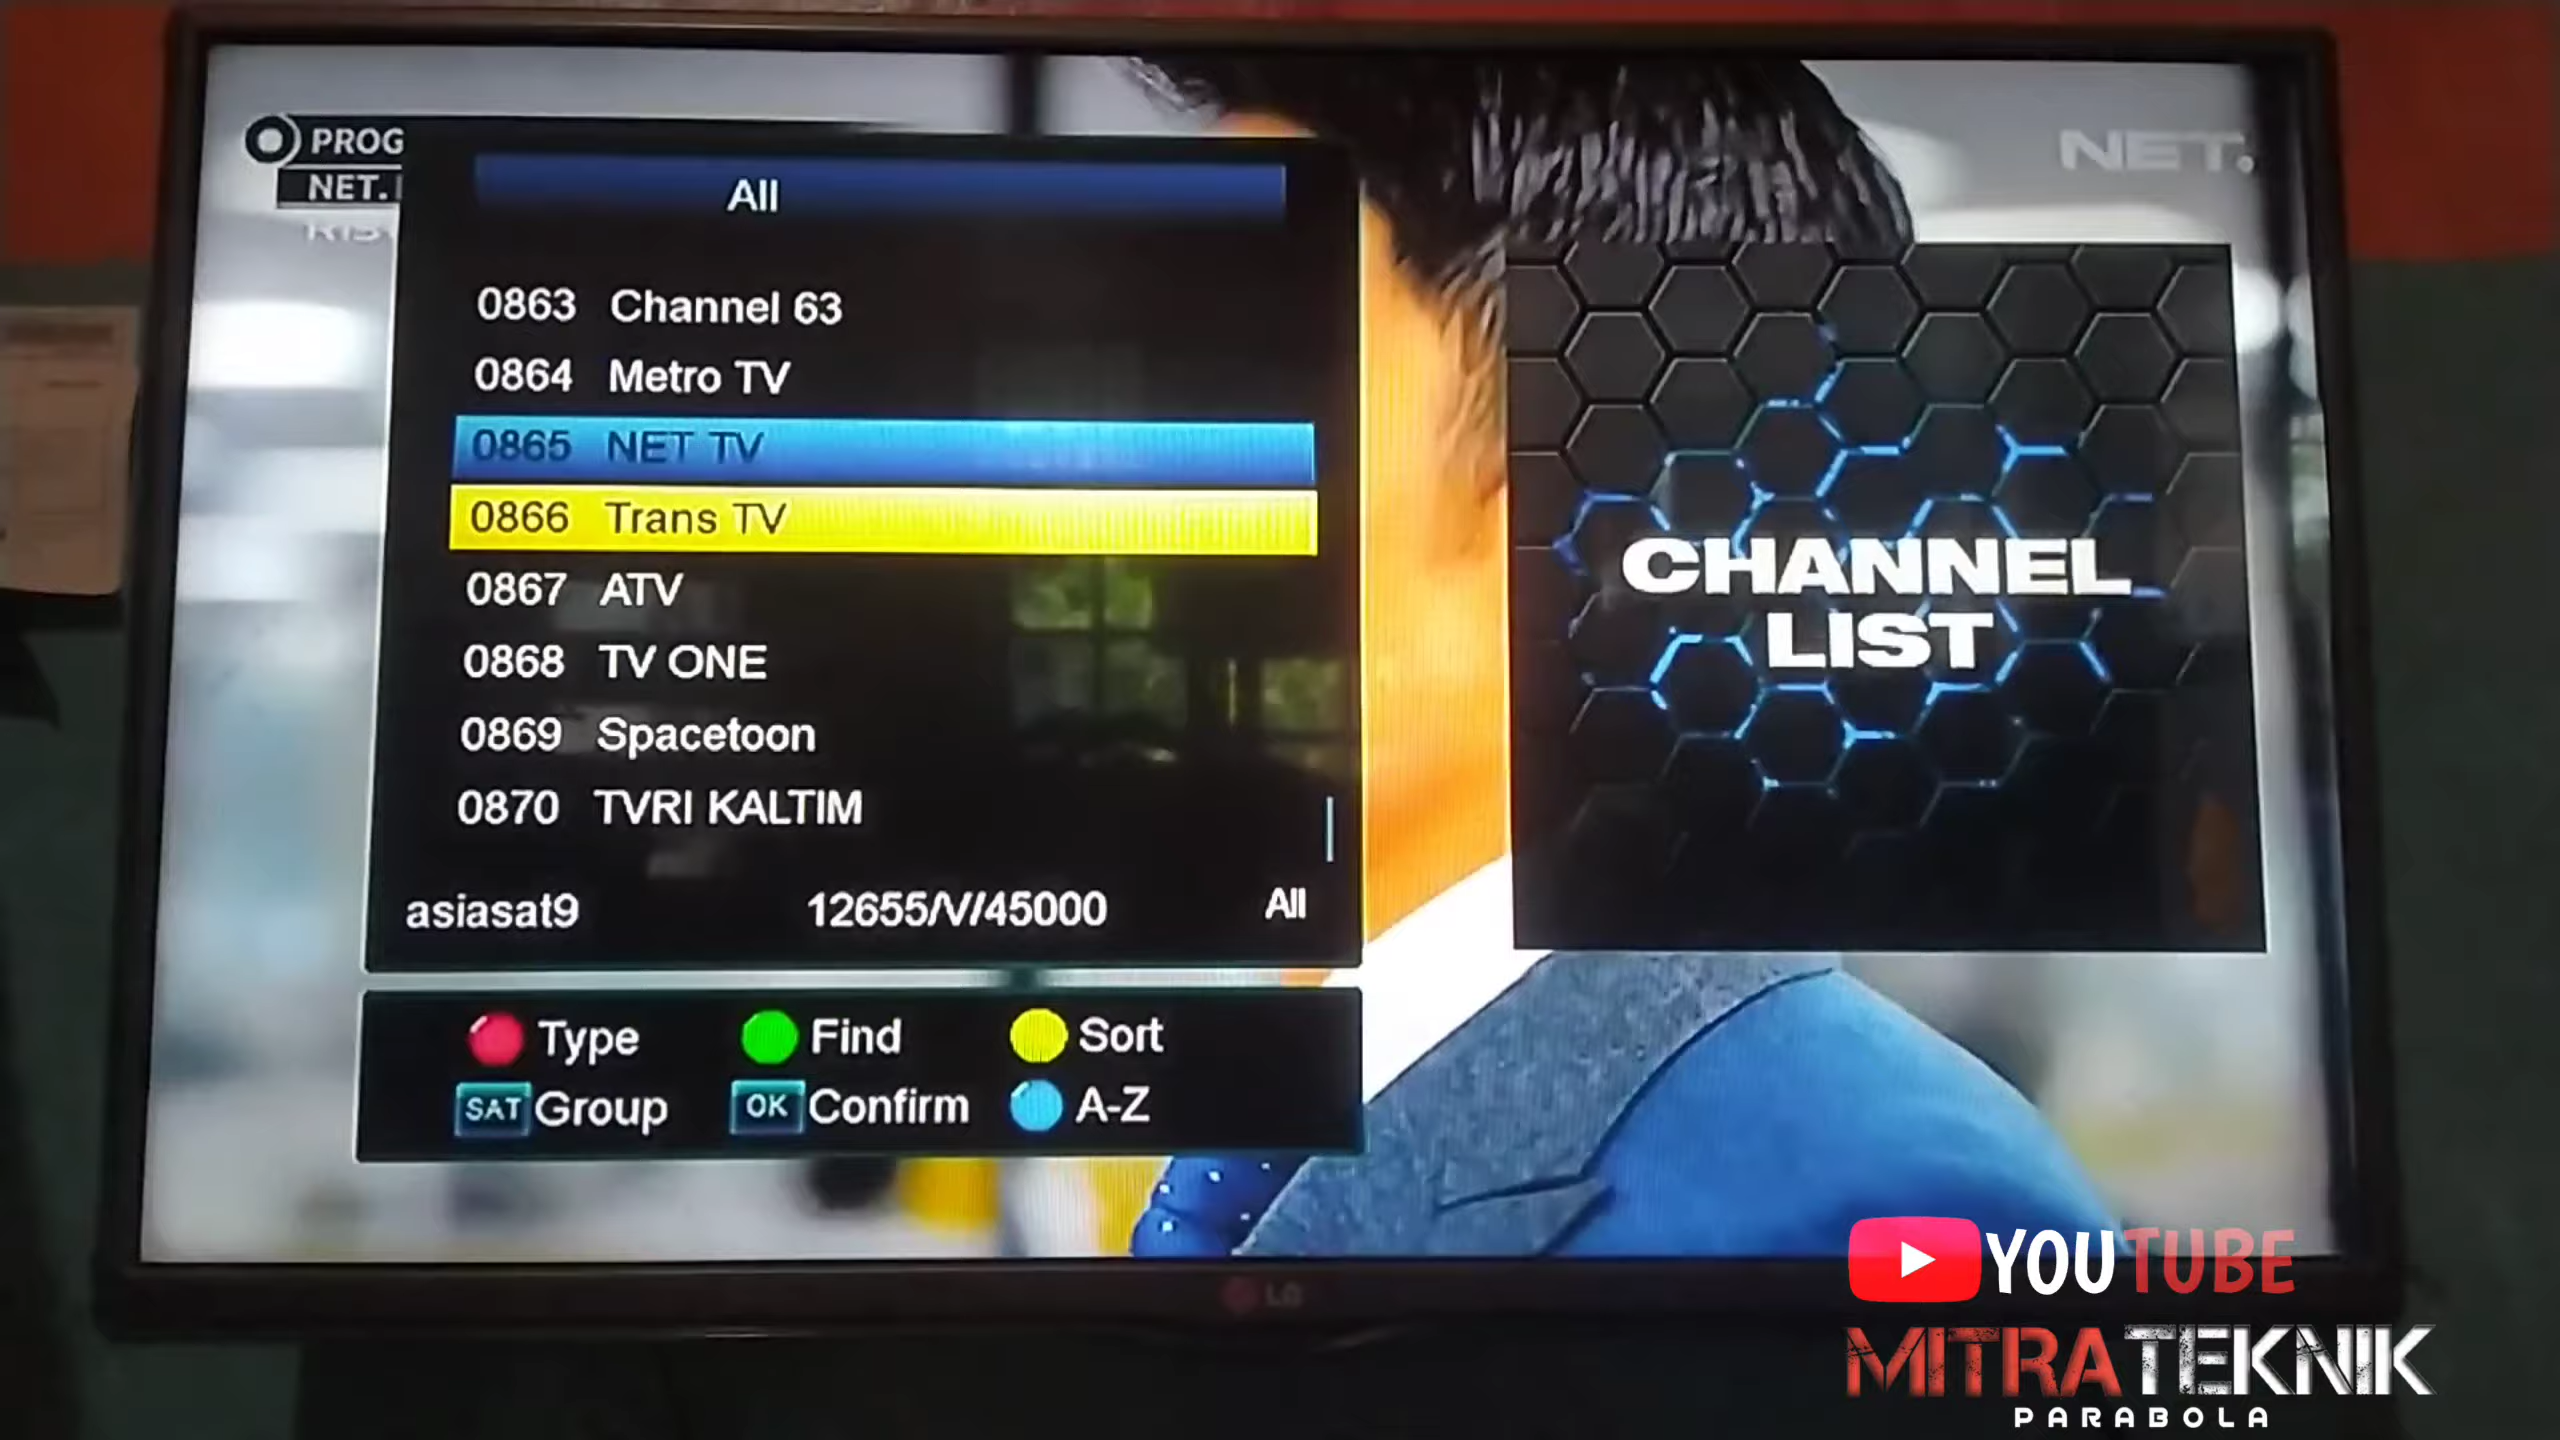 PROG
NET.
NET.
All
0863 Channel 63
0864 Metro TV
0865 NET TV
0866 Trans TV
0867 ATV
0868 TV ONE
0869 Spacetoon
0870 TVRI KALTIM
asiasat9 12655/V/45000 All
Type Find Sort
SAT Group OK Confirm A-Z
CHANNEL
LIST
LG
YOUTUBE
MITRATEKNIK
PARABOLA